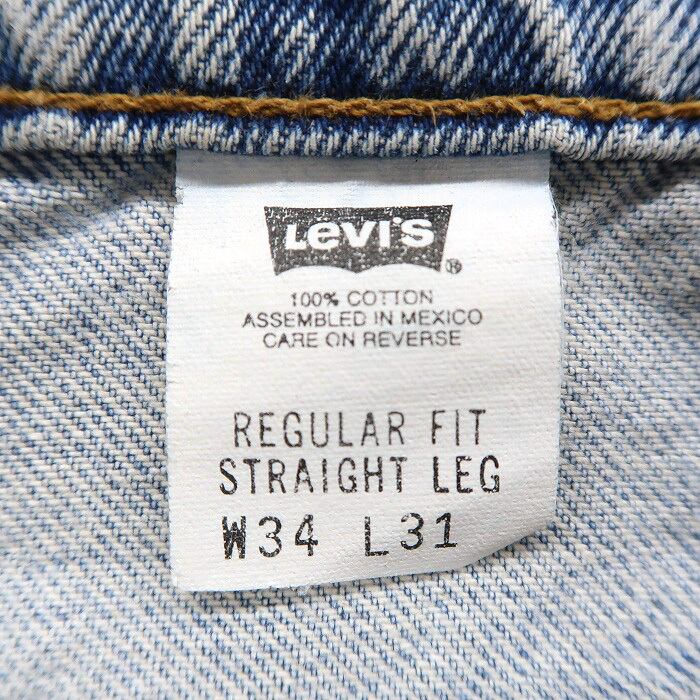 Levi's
®
100% COTTON
ASSEMBLED IN MEXICO
CARE ON REVERSE
REGULAR FIT
STRAIGHT LEG
W34 L31